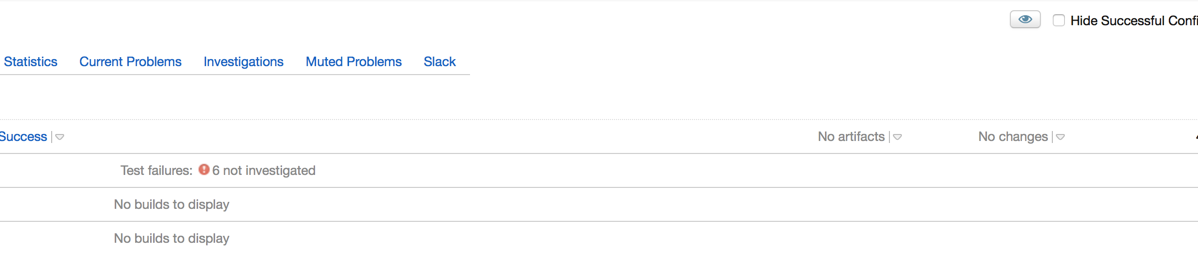 Hide Successful Confi
Statistics Current Problems Investigations Muted Problems Slack
Success No artifacts No changes
Test failures: 6 not investigated
No builds to display
No builds to display